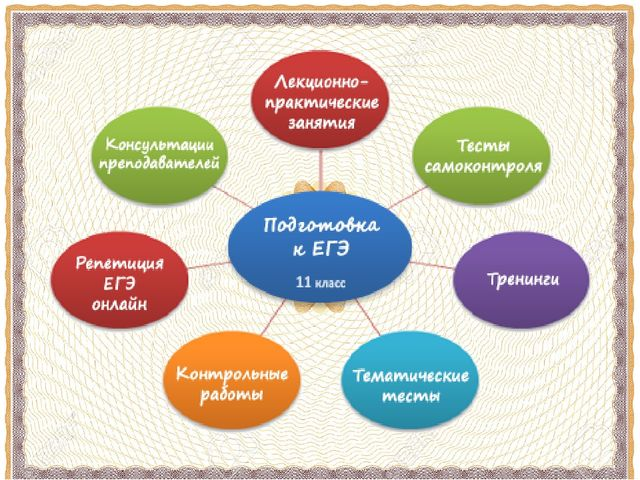 Лекционно-
практические
занятия
Консультации
преподавателей
Тесты
самоконтроля
Подготовка
к ЕГЭ
11 класс
Репетиция
ЕГЭ
онлайн
Тренинги
Контрольные
работы
Тематические
тесты